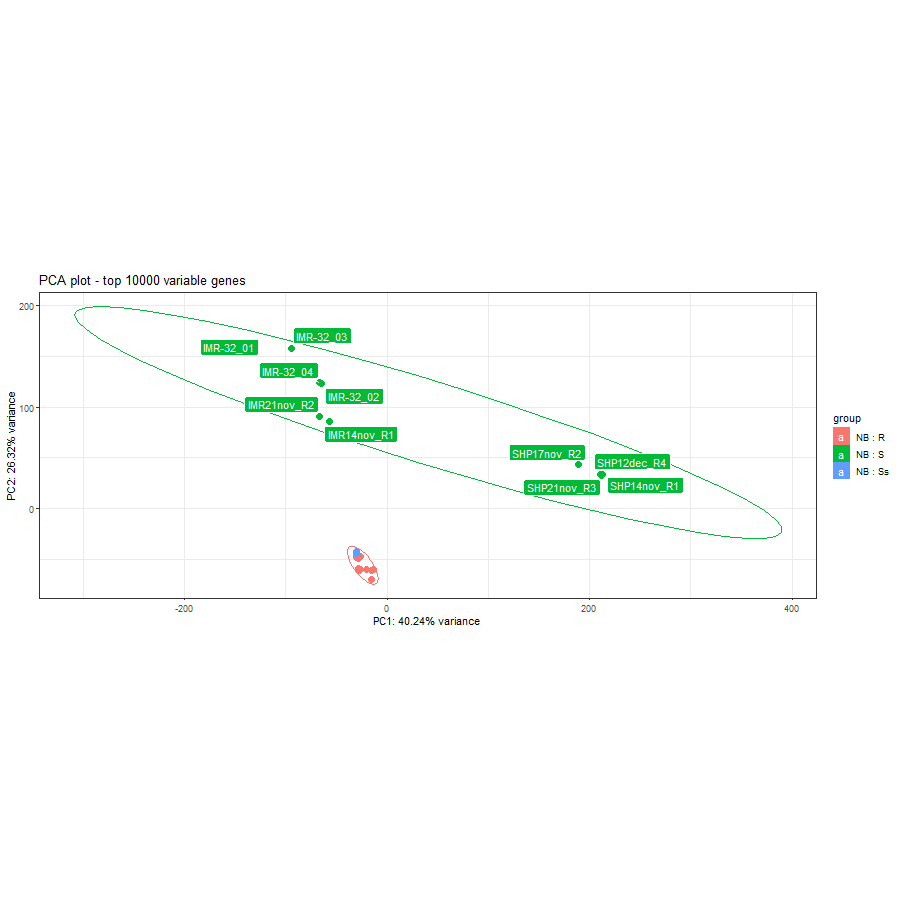 PCA plot - top 10000 variable genes
200
100
0
PC2: 26.32% variance
IMR-32_03
IMR-32_01
IMR-32_04
IMR-32_02
IMR21nov_R2
IMR14nov_R1
SHP17nov_R2
SHP12dec_R4
SHP21nov_R3
SHP14nov_R1
-200
0
200
400
PC1: 40.24% variance
group
a NB : R
a NB : S
a NB : Ss